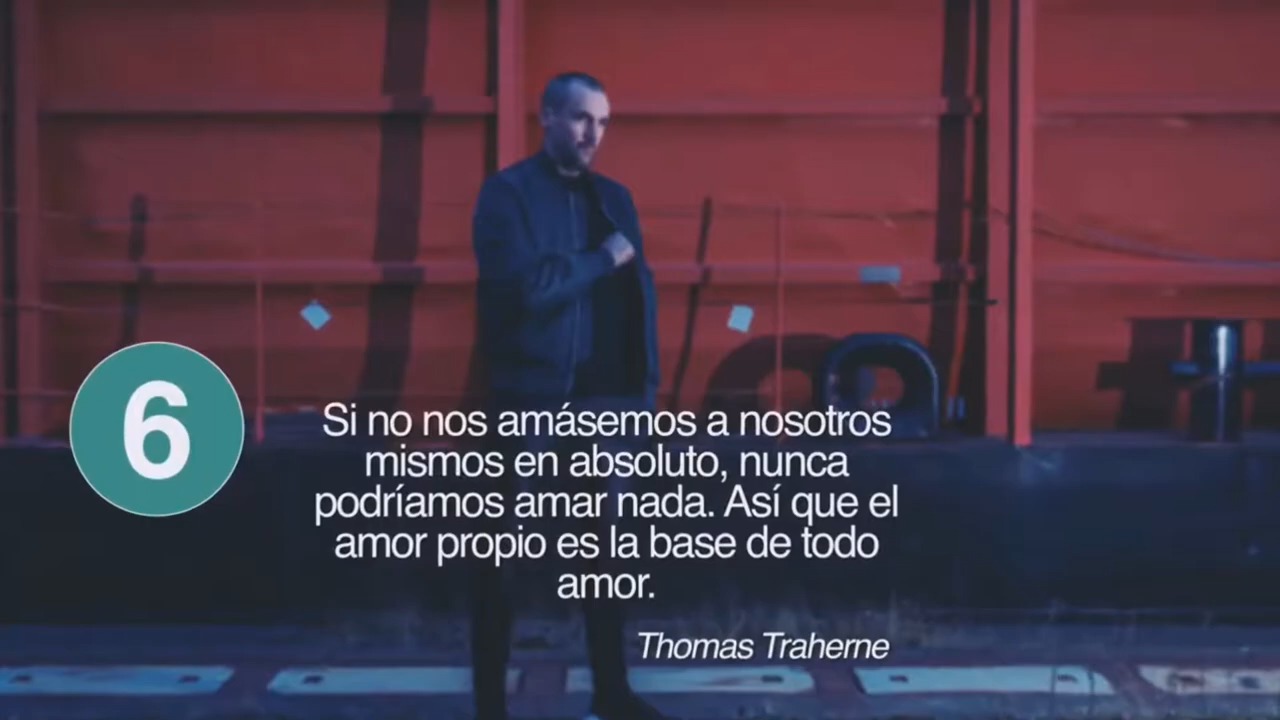 6
Si no nos amásemos a nosotros
mismos en absoluto, nunca
podríamos amar nada. Así que el
amor propio es la base de todo
amor.
Thomas Traherne